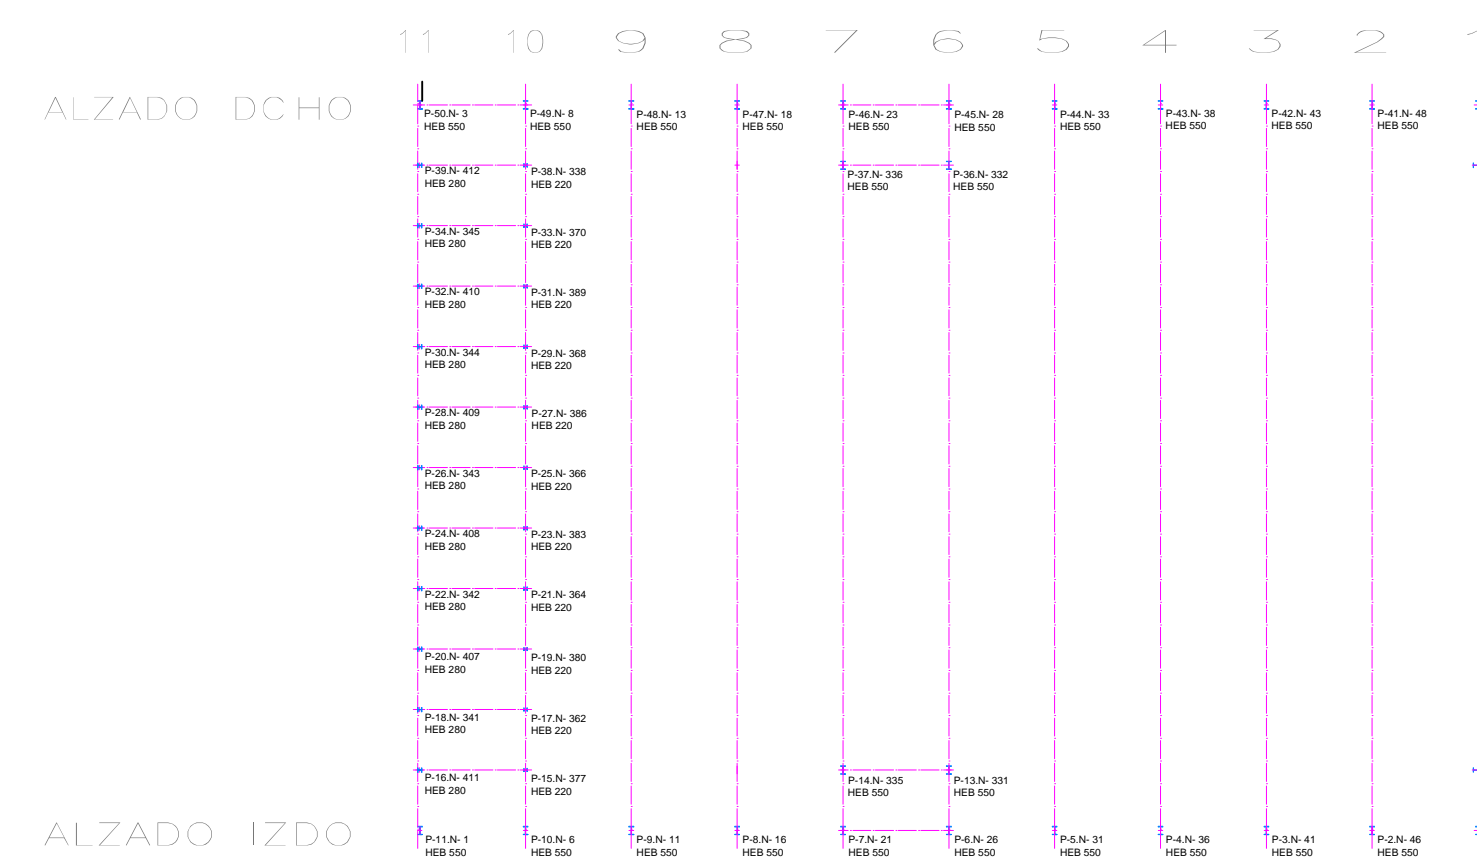 11 10 9 8 7 6 5 4 3 2 1
ALZADO DCHO
P-50.N- 3 P-49.N- 8 P-48.N- 13 P-47.N- 18 P-46.N- 23 P-45.N- 28 P-44.N- 33 P-43.N- 38 P-42.N- 43 P-41.N- 48
HEB 550 HEB 550 HEB 550 HEB 550 HEB 550 HEB 550 HEB 550 HEB 550 HEB 550 HEB 550
P-39.N- 412 P-38.N- 338 P-37.N- 336 P-36.N- 332
HEB 280 HEB 220 HEB 550 HEB 550
P-34.N- 345 P-33.N- 370
HEB 280 HEB 220
P-32.N- 410 P-31.N- 389
HEB 280 HEB 220
P-30.N- 344 P-29.N- 368
HEB 280 HEB 220
P-28.N- 409 P-27.N- 386
HEB 280 HEB 220
P-26.N- 343 P-25.N- 366
HEB 280 HEB 220
P-24.N- 408 P-23.N- 383
HEB 280 HEB 220
P-22.N- 342 P-21.N- 364
HEB 280 HEB 220
P-20.N- 407 P-19.N- 380
HEB 280 HEB 220
P-18.N- 341 P-17.N- 362
HEB 280 HEB 220
P-16.N- 411 P-15.N- 377 P-14.N- 335 P-13.N- 331
HEB 280 HEB 220 HEB 550 HEB 550
ALZADO IZDO
P-11.N- 1 P-10.N- 6 P-9.N- 11 P-8.N- 16 P-7.N- 21 P-6.N- 26 P-5.N- 31 P-4.N- 36 P-3.N- 41 P-2.N- 46
HEB 550 HEB 550 HEB 550 HEB 550 HEB 550 HEB 550 HEB 550 HEB 550 HEB 550 HEB 550